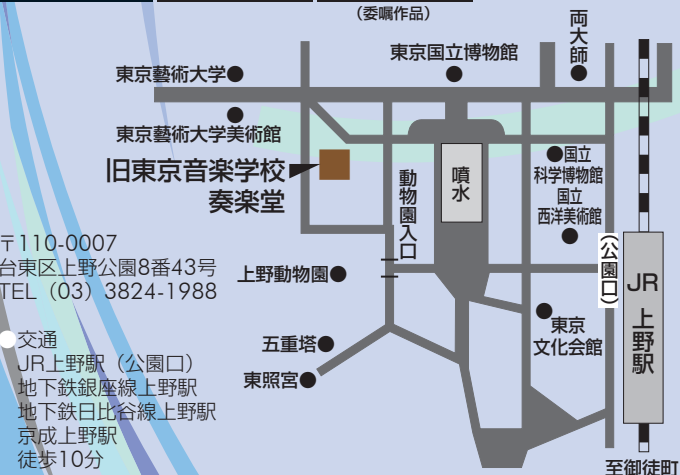 （委嘱作品）
両大師
東京国立博物館
東京藝術大学
東京藝術大学美術館
旧東京音楽学校
奏楽堂
動物園入口
噴水
国立
科学博物館
国立
西洋美術館
（公園口）
JR上野駅
〒110-0007
台東区上野公園8番43号
TEL（03）3824-1988
上野動物園
五重塔
東照宮
東京
文化会館
交通
JR上野駅（公園口）
地下鉄銀座線上野駅
地下鉄日比谷線上野駅
京成上野駅
徒歩10分
至御徒町